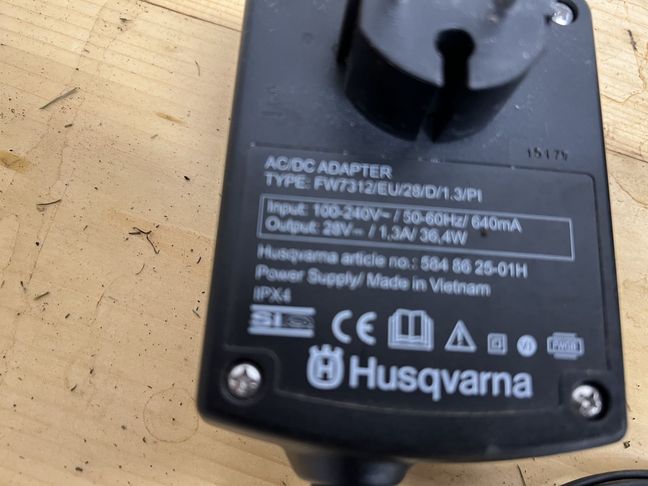 AC/DC ADAPTER
TYPE: FW7312/EU/28/D/1.3/PI
Input: 100-240V~ / 50-60Hz/ 640mA
Output: 28V⎓ / 1,3A/ 36,4W
Husqvarna article no.: 584 86 25-01H
Power Supply/ Made in Vietnam
IPX4
CE
Husqvarna